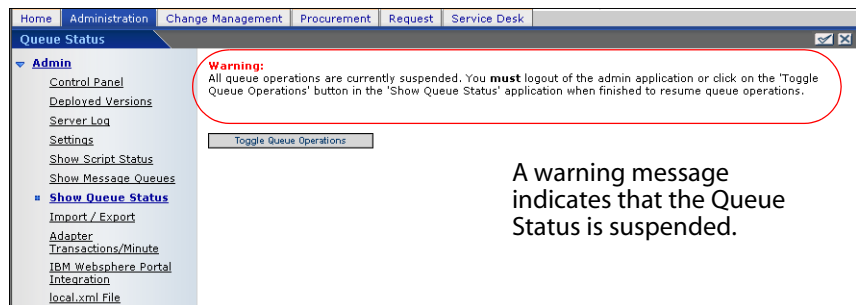 Home Administration Change Management Procurement Request Service Desk
Queue Status
Admin
Control Panel
Deployed Versions
Server Log
Settings
Show Script Status
Show Message Queues
Show Queue Status
Import / Export
Adapter
Transactions/Minute
IBM Websphere Portal
Integration
local.xml File
Warning:
All queue operations are currently suspended. You must logout of the admin application or click on the 'Toggle
Queue Operations' button in the 'Show Queue Status' application when finished to resume queue operations.
Toggle Queue Operations
A warning message
indicates that the Queue
Status is suspended.